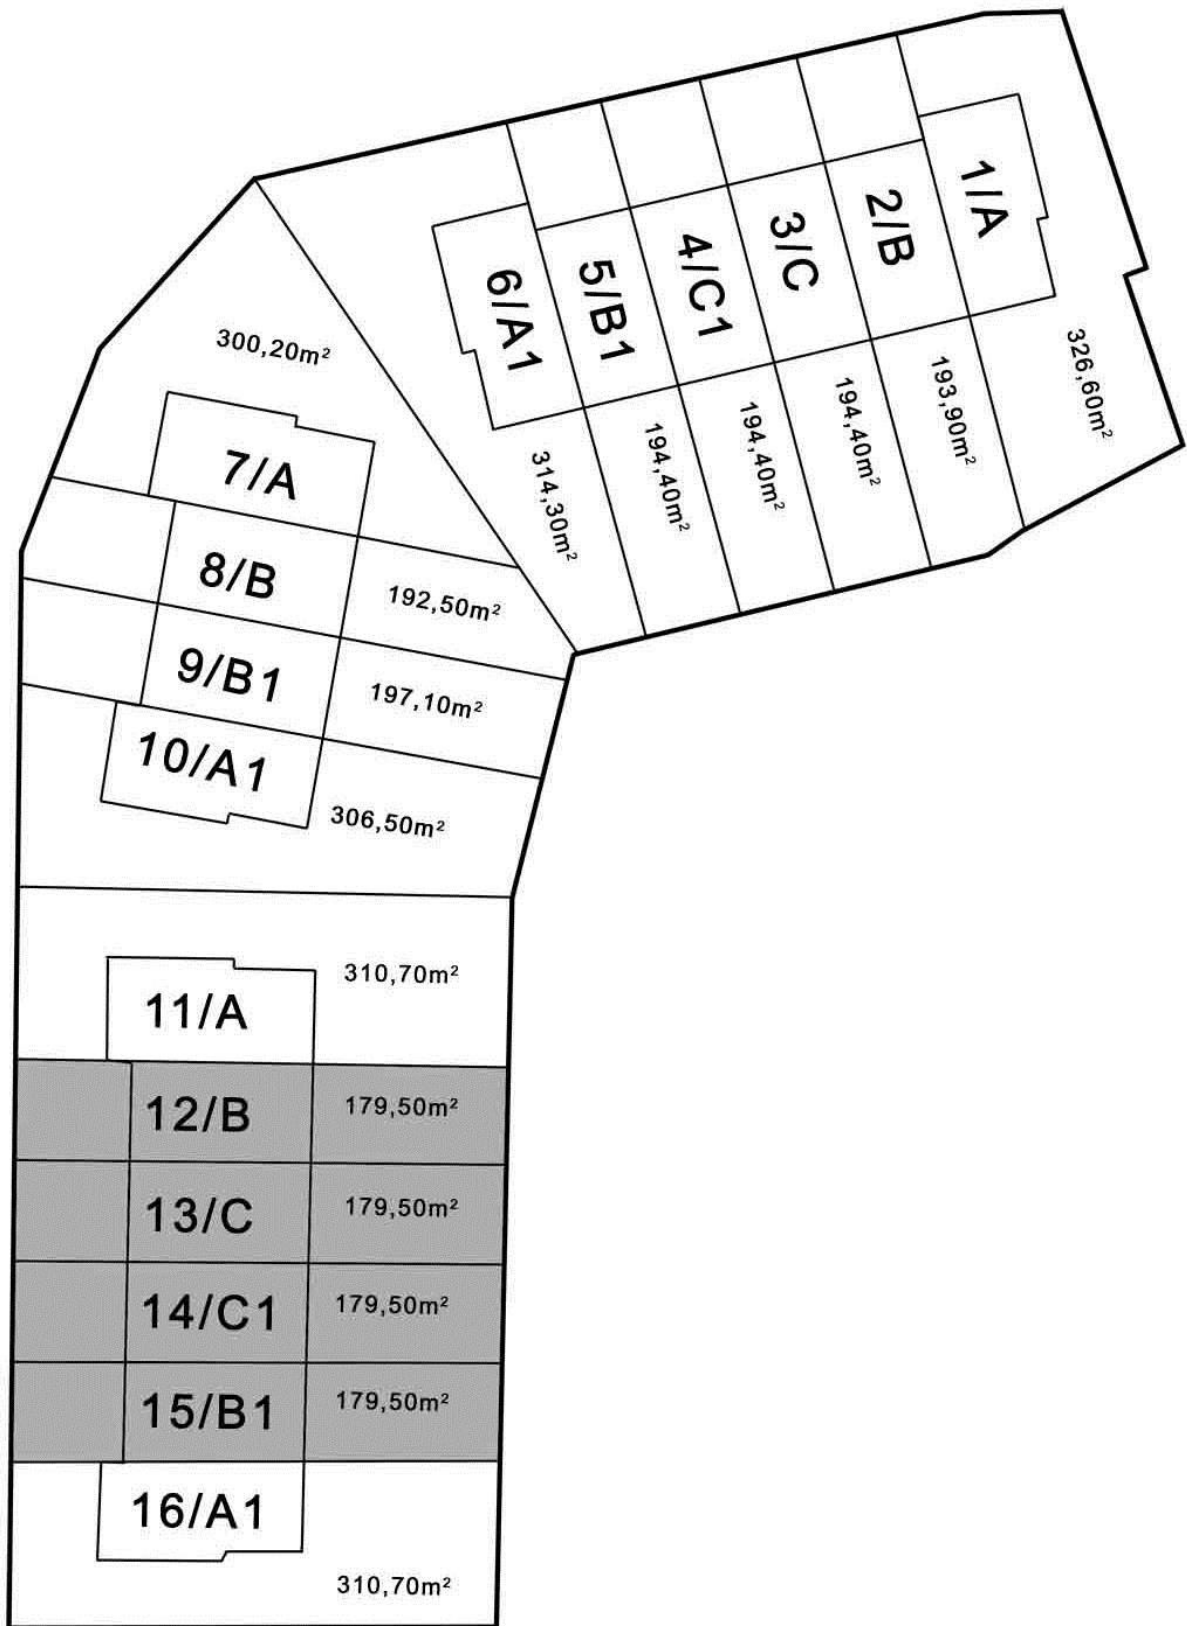 1/A
326,60m²
2/B
193,90m²
3/C
194,40m²
4/C1
194,40m²
5/B1
194,40m²
6/A1
314,30m²
300,20m²
7/A
8/B
192,50m²
9/B1
197,10m²
10/A1
306,50m²
310,70m²
11/A
12/B
179,50m²
13/C
179,50m²
14/C1
179,50m²
15/B1
179,50m²
16/A1
310,70m²